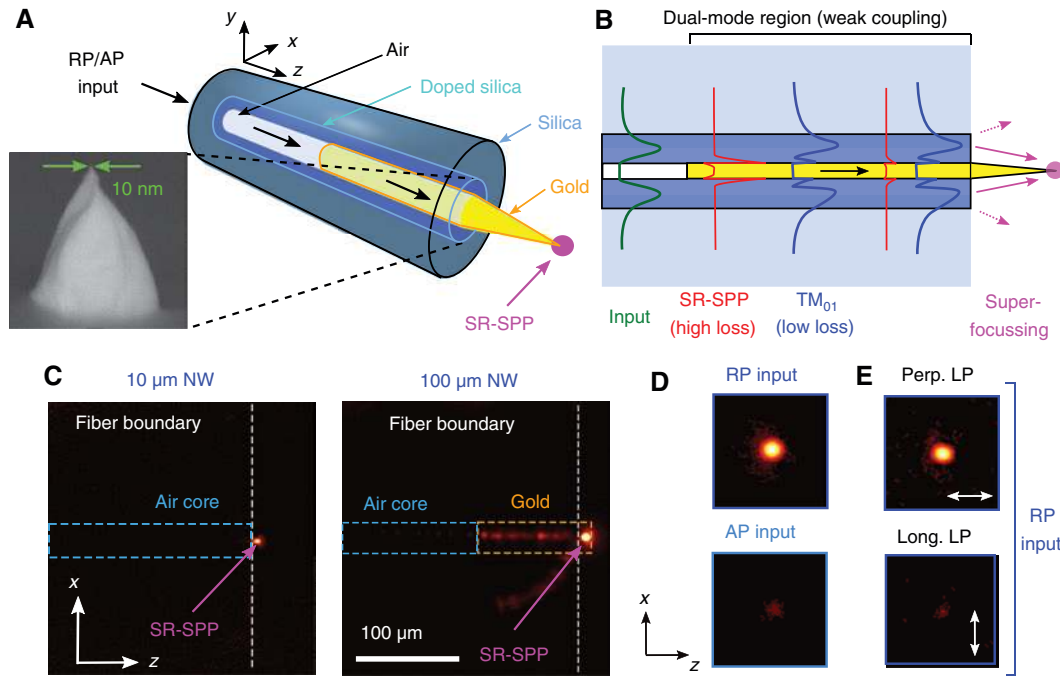 A
y
x
z
RP/AP
input
Air
Doped silica
Silica
Gold
10 nm
SR-SPP
B
Dual-mode region (weak coupling)
Input
SR-SPP
(high loss)
TM01
(low loss)
Super-
focussing
C
10 µm NW
100 µm NW
Fiber boundary
Air core
SR-SPP
x
z
Fiber boundary
Air core
Gold
SR-SPP
100 µm
D
RP input
AP input
x
z
E
Perp. LP
Long. LP
RP
input